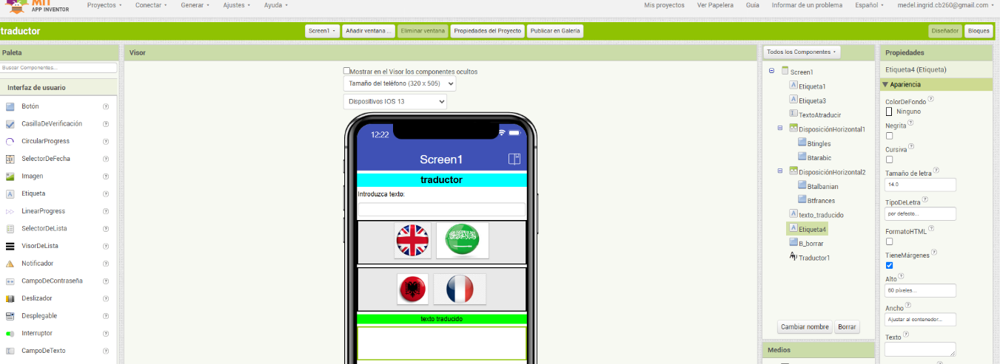 MIT
APP INVENTOR
Proyectos
Conectar
Generar
Ajustes
Ayuda
Mis proyectos
Ver Papelera
Guía
Informar de un problema
Español
medel.ingrid.cb260@gmail.com
traductor
Screen1
Añadir ventana ...
Eliminar ventana
Propiedades del Proyecto
Publicar en Galería
Diseñador
Bloques
Paleta
Buscar Componentes...
Interfaz de usuario
Botón
CasillaDeVerificación
CircularProgress
SelectorDeFecha
Imagen
Etiqueta
LinearProgress
SelectorDeLista
VisorDeLista
Notificador
CampoDeContraseña
Deslizador
Desplegable
Interruptor
CampoDeTexto
Visor
Mostrar en el Visor los componentes ocultos
Tamaño del teléfono (320 x 505)
Dispositivos IOS 13
12:22
Screen1
traductor
Introduzca texto:
texto traducido
Todos los Componentes
Screen1
Etiqueta1
Etiqueta3
TextoAtraducir
DisposiciónHorizontal1
Btingles
Btarabic
DisposiciónHorizontal2
Btalbanian
Btfrances
texto_traducido
Etiqueta4
B_borrar
Traductor1
Cambiar nombre
Borrar
Medios
Propiedades
Etiqueta4 (Etiqueta)
Apariencia
ColorDeFondo
Ninguno
Negrita
Cursiva
Tamaño de letra
14.0
TipoDeLetra
por defecto...
FormatoHTML
TieneMárgenes
Alto
60 píxeles...
Ancho
Ajustar al contenedor...
Texto